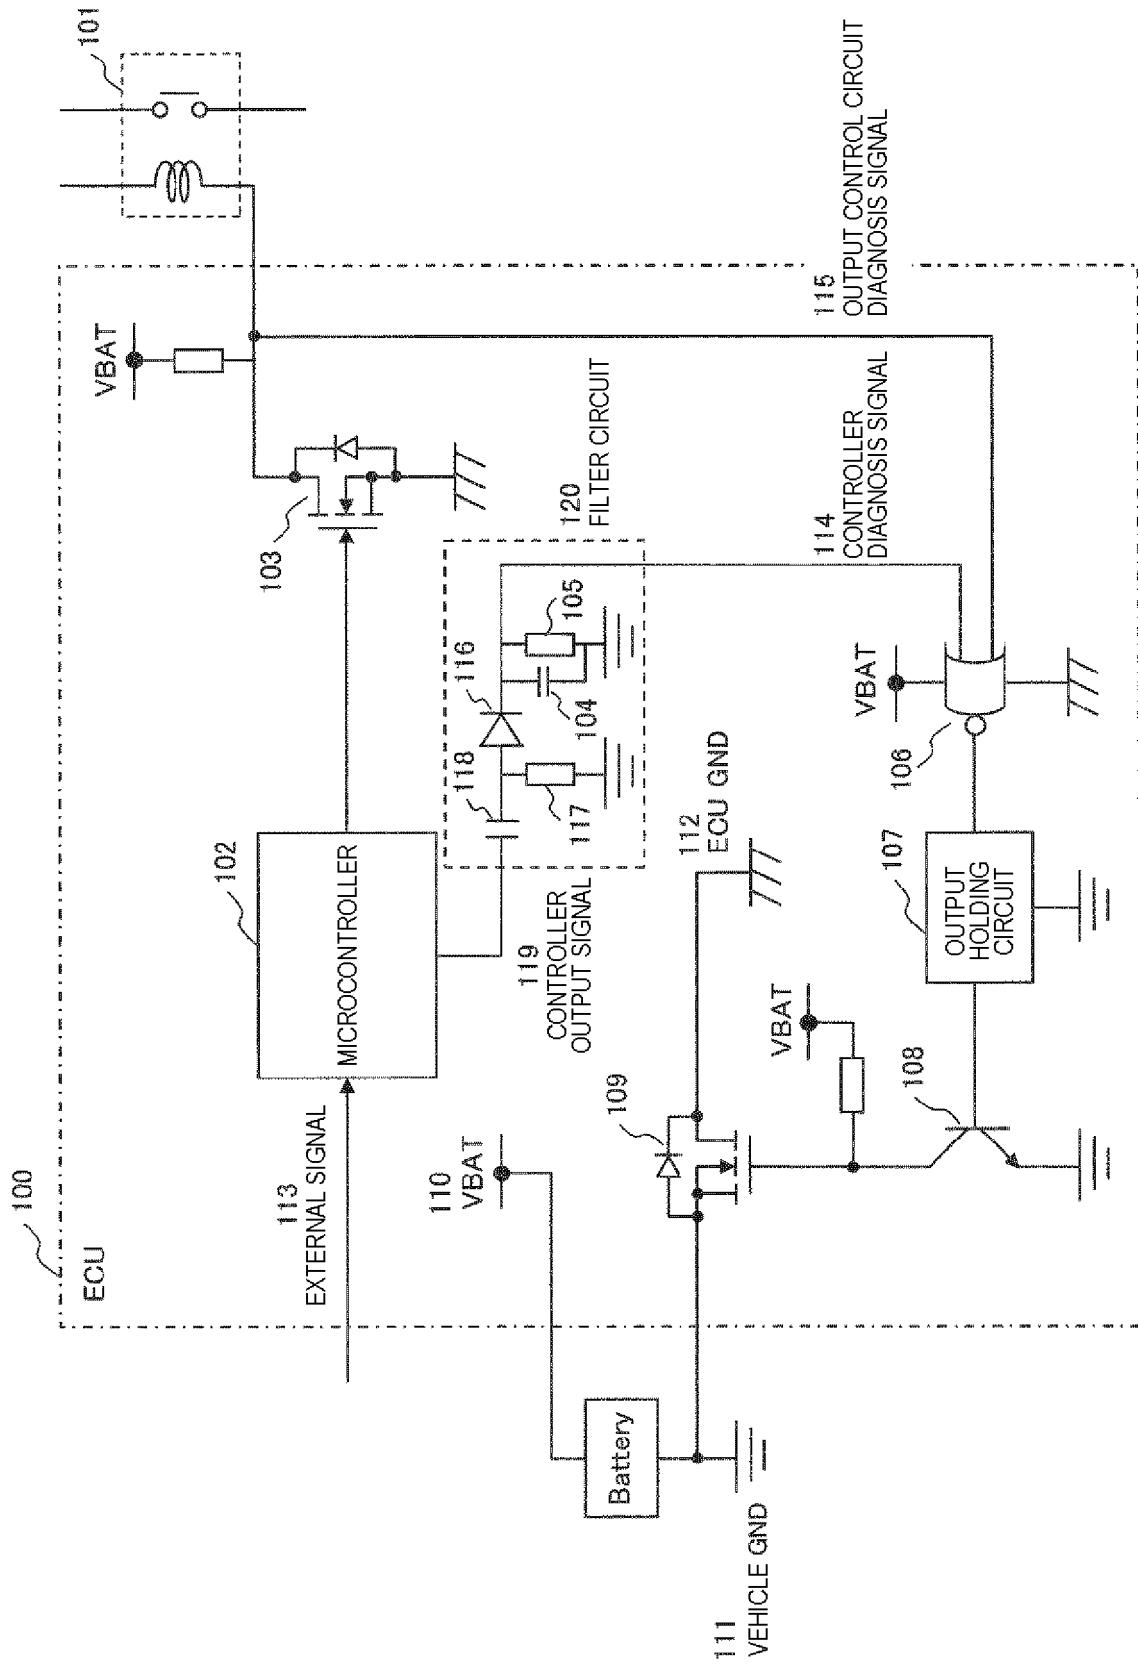 100
ECU
113
EXTERNAL SIGNAL
102
MICROCONTROLLER
103
VBAT
101
110
VBAT
119
CONTROLLER
OUTPUT SIGNAL
118
117
116
104
105
120
FILTER CIRCUIT
Battery
111
VEHICLE GND
109
112
ECU GND
VBAT
108
107
OUTPUT
HOLDING
CIRCUIT
106
VBAT
114
CONTROLLER
DIAGNOSIS SIGNAL
115
OUTPUT CONTROL CIRCUIT
DIAGNOSIS SIGNAL